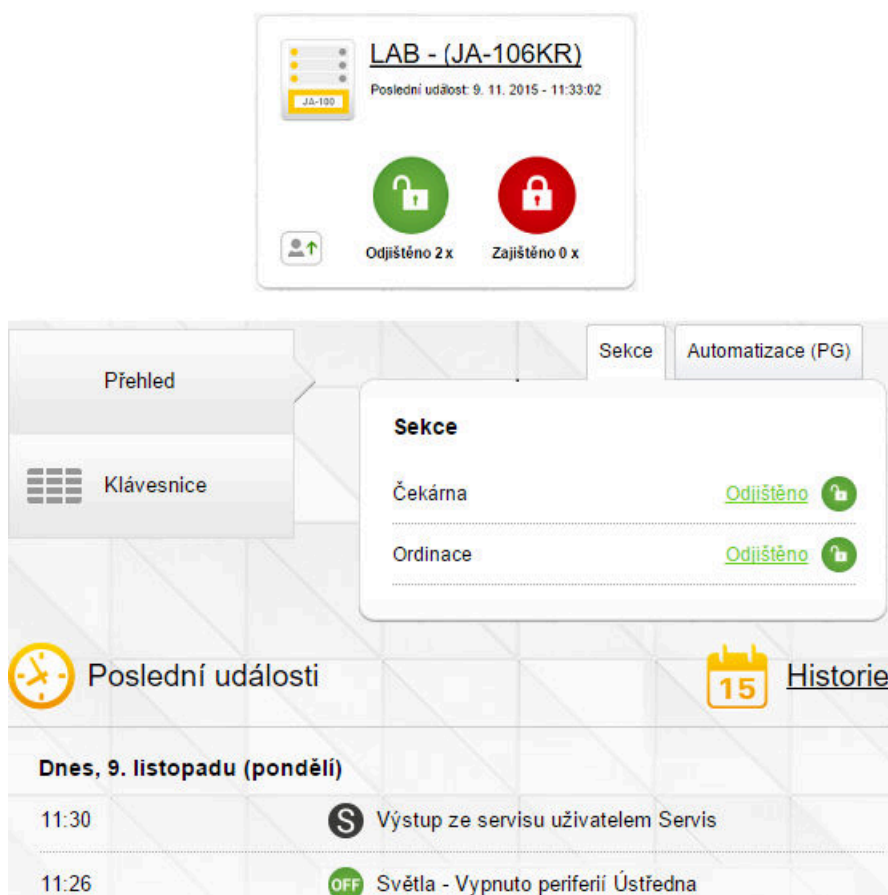 LAB - (JA-106KR)
Poslední událost: 9. 11. 2015 - 11:33:02
JA-100
Odjištěno 2 x
Zajištěno 0 x
Přehled
Sekce
Automatizace (PG)
Sekce
Klávesnice
Čekárna
Odjištěno
Ordinace
Odjištěno
Poslední události
15
Historie
Dnes, 9. listopadu (pondělí)
11:30
S
Výstup ze servisu uživatelem Servis
11:26
OFF
Světla - Vypnuto periferií Ústředna